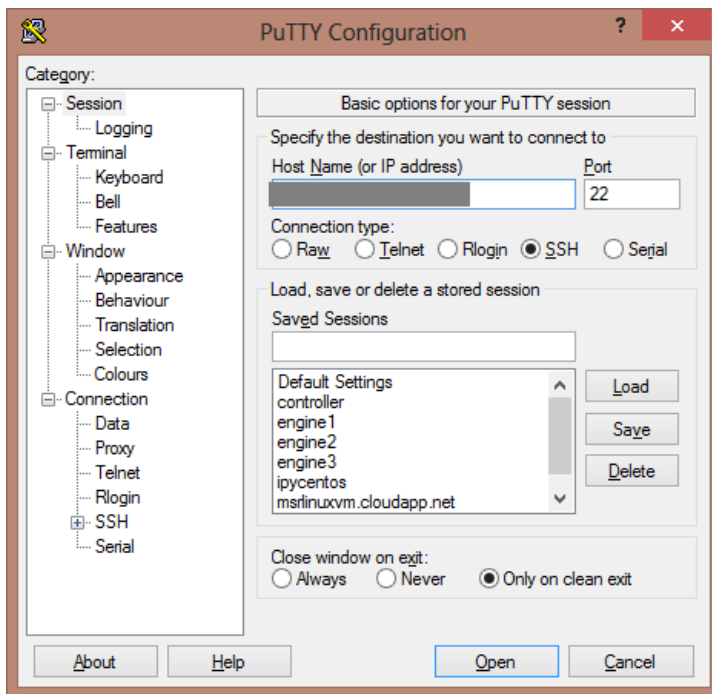 PuTTY Configuration ? ×
Category:
Session
Logging
Terminal
Keyboard
Bell
Features
Window
Appearance
Behaviour
Translation
Selection
Colours
Connection
Data
Proxy
Telnet
Rlogin
SSH
Serial
Basic options for your PuTTY session
Specify the destination you want to connect to
Host Name (or IP address) Port
22
Connection type:
Raw Telnet Rlogin SSH Serial
Load, save or delete a stored session
Saved Sessions
Default Settings
controller
engine1
engine2
engine3
ipycentos
msrlinuxvm.cloudapp.net
Load
Save
Delete
Close window on exit:
Always Never Only on clean exit
About Help Open Cancel